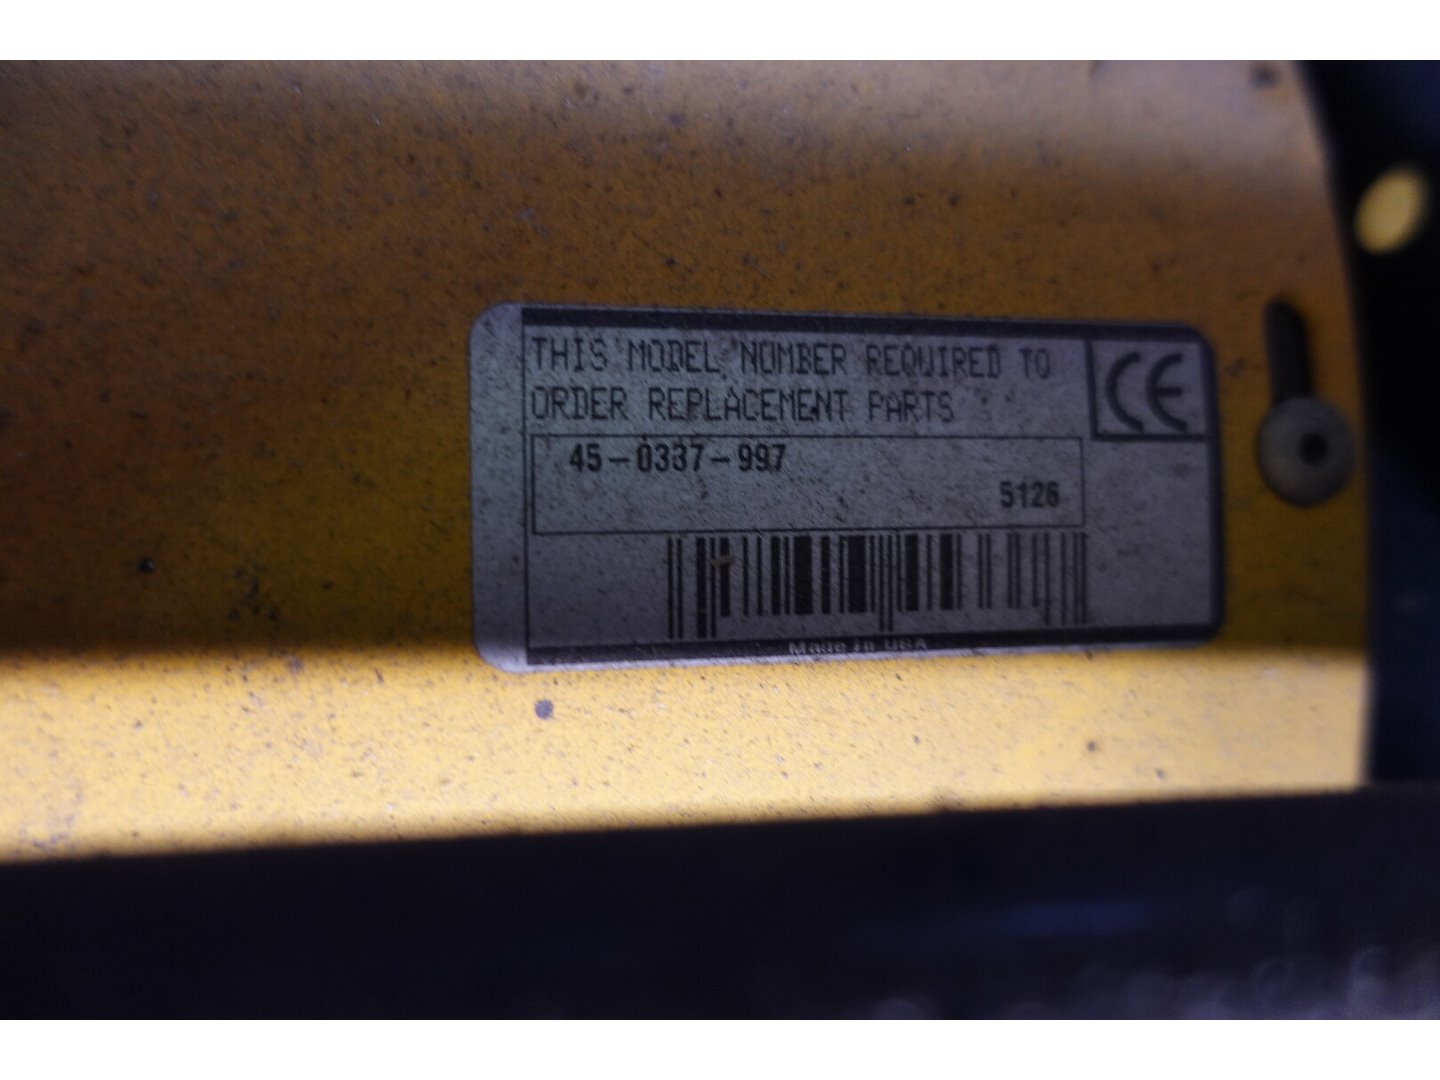 THIS MODEL NUMBER REQUIRED TO
ORDER REPLACEMENT PARTS
CE
45-0337-997
5126
Made in USA